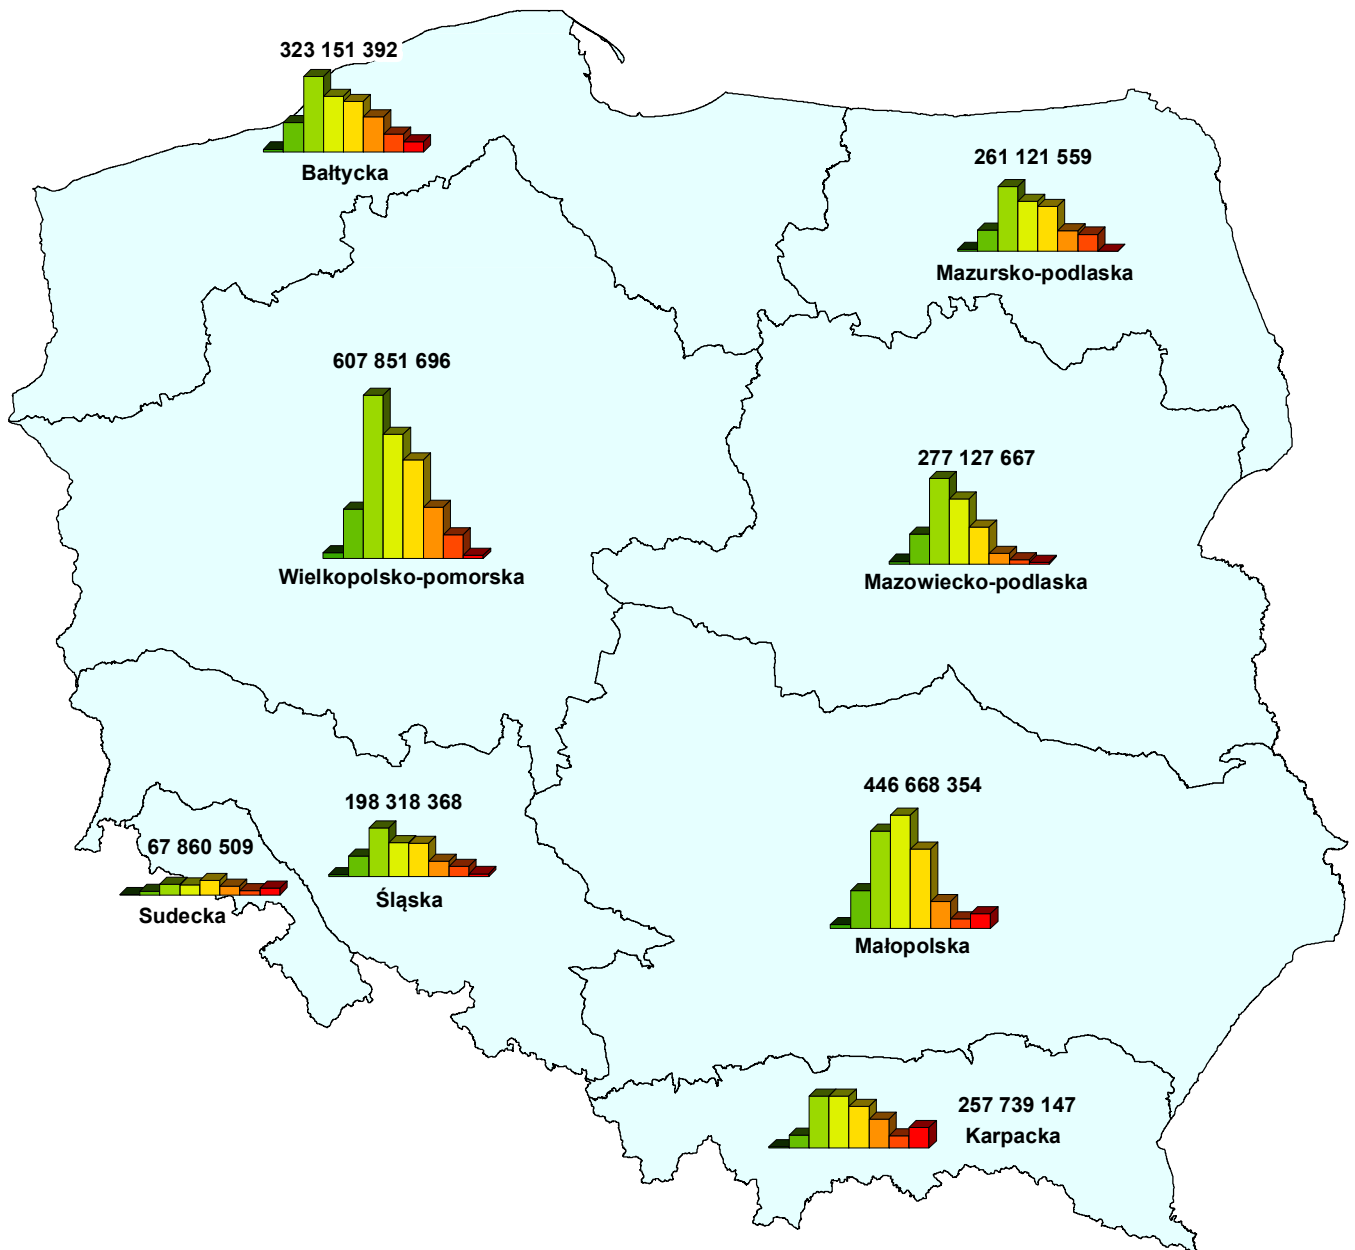 323 151 392
Bałtycka
261 121 559
Mazursko-podlaska
607 851 696
Wielkopolsko-pomorska
277 127 667
Mazowiecko-podlaska
198 318 368
Śląska
67 860 509
Sudecka
446 668 354
Małopolska
257 739 147
Karpacka